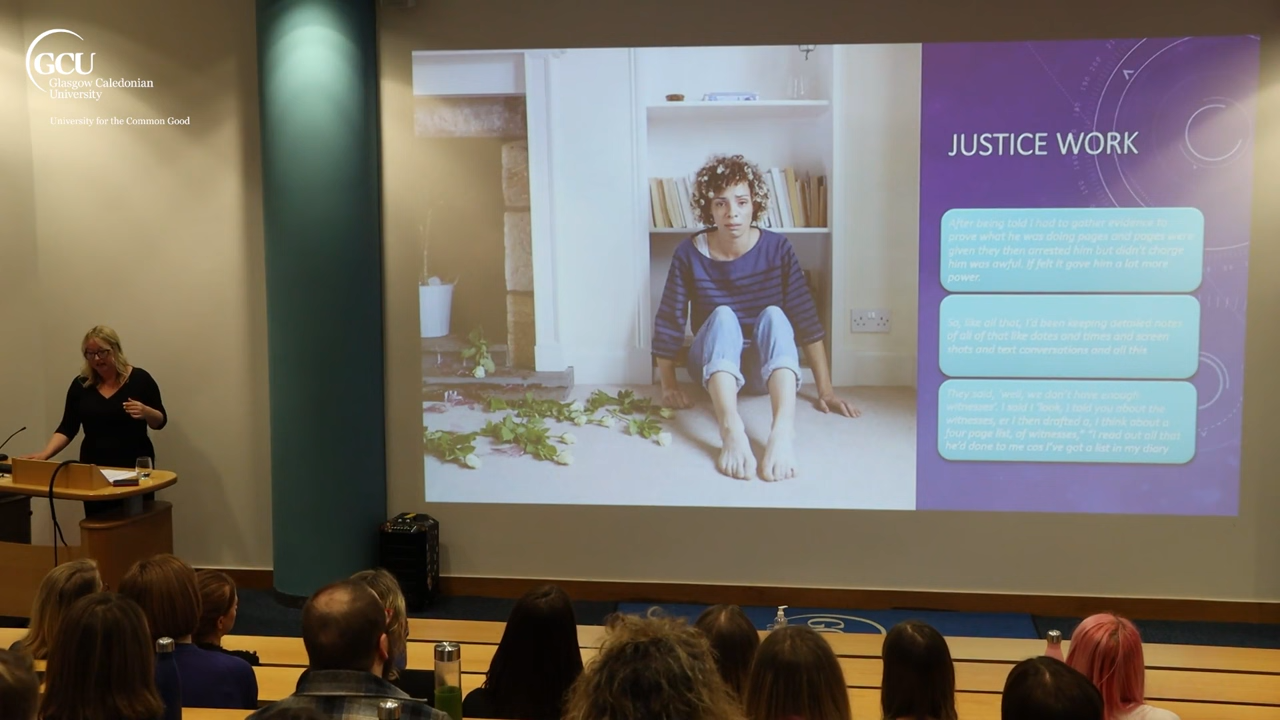 GCU
Glasgow Caledonian
University
University for the Common Good
JUSTICE WORK
After being told I had to gather evidence to
prove what he was doing pages and pages were
given they then arrested him but didn't charge
him was awful. If felt it gave him a lot more
power.
So, like all that, I'd been keeping detailed notes
of all of that like dates and times and screen
shots and text conversations and all this
They said, 'well, we don't have enough
witnesses'. I said I 'look, I told you about the
witnesses, er I then drafted a, I think about a
four page list, of witnesses," "I read out all that
he'd done to me cos I've got a list in my diary